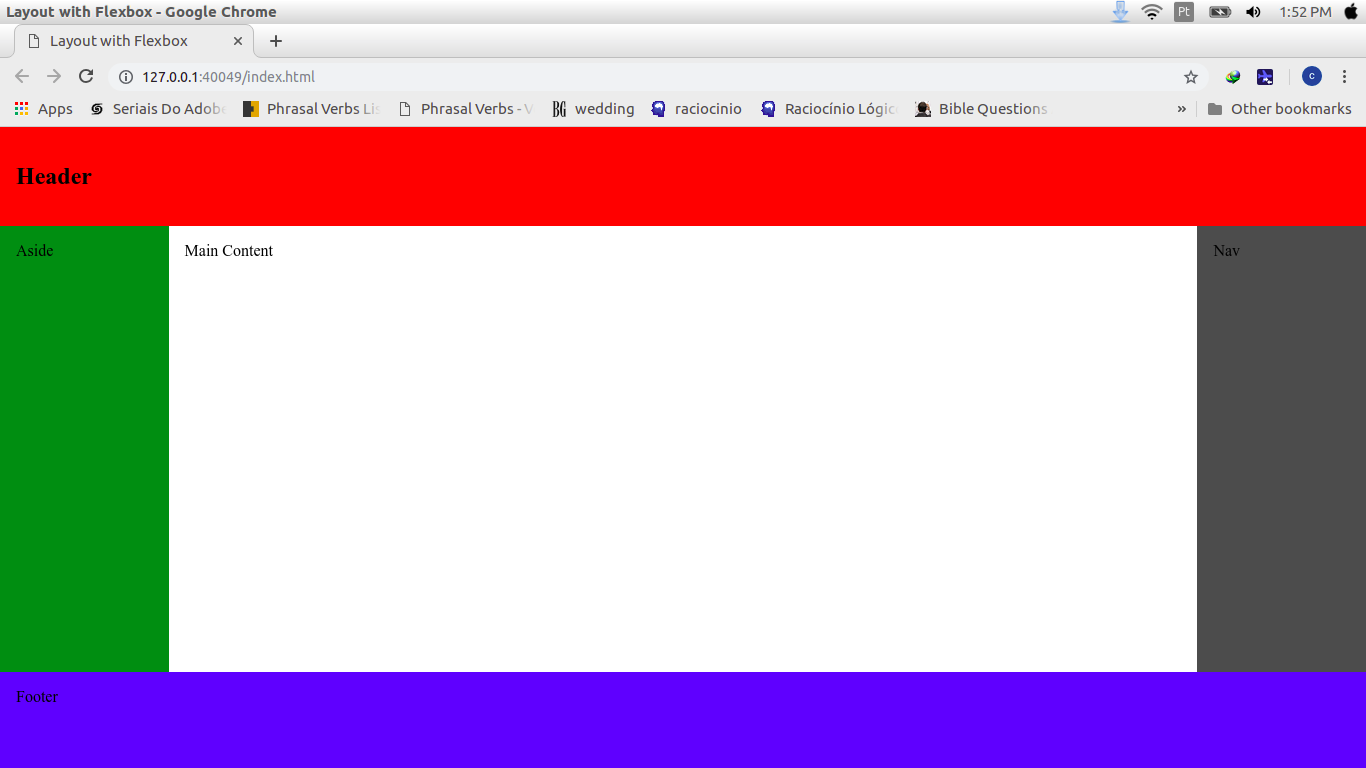 Layout with Flexbox - Google Chrome
Pt
1:52 PM
Layout with Flexbox
127.0.0.1:40049/index.html
c
Apps
Seriais Do Adobe
Phrasal Verbs Lis
Phrasal Verbs - V
BG wedding
raciocinio
Raciocínio Lógic
Bible Questions
»
Other bookmarks
Header
Aside
Main Content
Nav
Footer